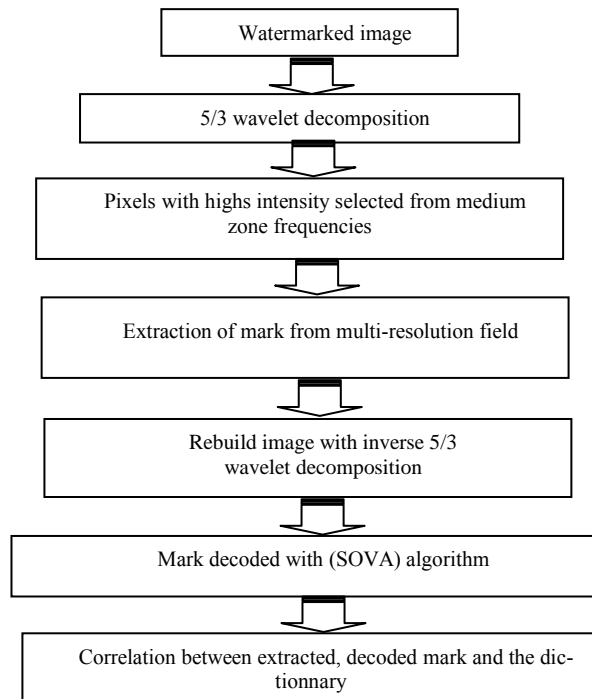 Watermarked image
5/3 wavelet decomposition
Pixels with highs intensity selected from medium
zone frequencies
Extraction of mark from multi-resolution field
Rebuild image with inverse 5/3
wavelet decomposition
Mark decoded with (SOVA) algorithm
Correlation between extracted, decoded mark and the dic-
tionnary